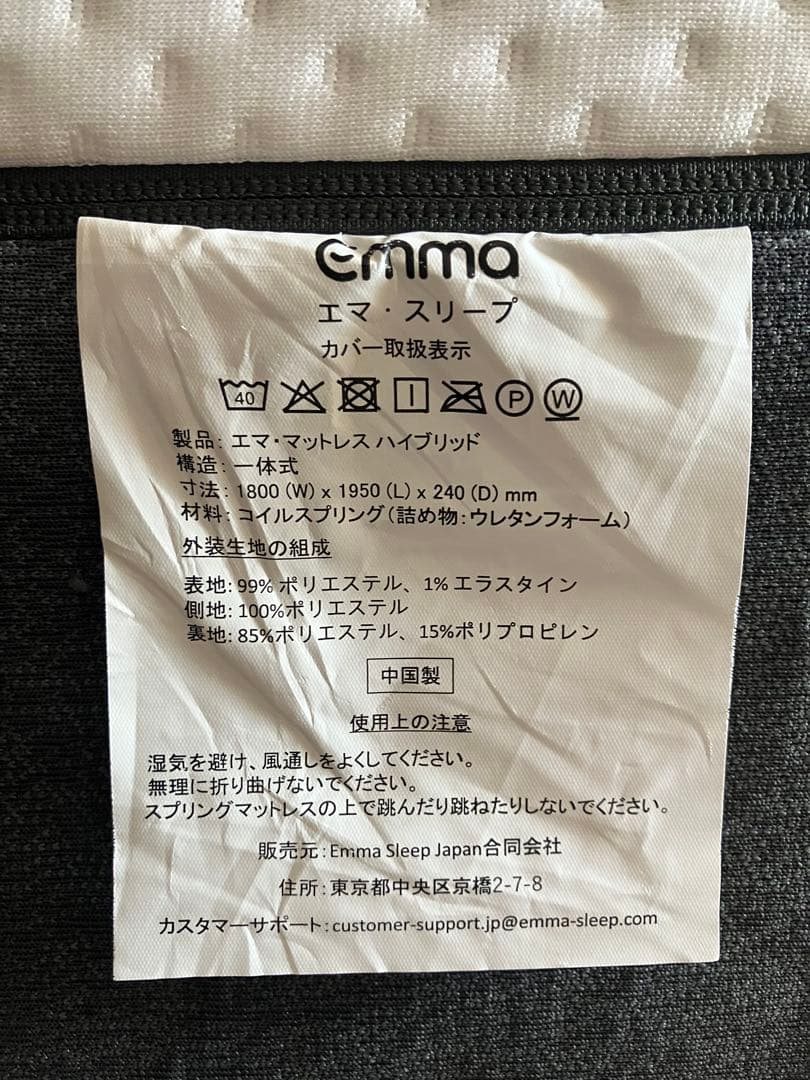 emma
エマ・スリープ
カバー取扱表示
40 P W
製品: エマ・マットレス ハイブリッド
構造: 一体式
寸法: 1800 (W) x 1950 (L) x 240 (D) mm
材料: コイルスプリング(詰め物:ウレタンフォーム)
外装生地の組成
表地: 99% ポリエステル、1% エラスタイン
側地: 100%ポリエステル
裏地: 85%ポリエステル、15%ポリプロピレン
中国製
使用上の注意
湿気を避け、風通しをよくしてください。
無理に折り曲げないでください。
スプリングマットレスの上で跳んだり跳ねたりしないでください。
販売元:Emma Sleep Japan合同会社
住所:東京都中央区京橋2-7-8
カスタマーサポート:customer-support.jp@emma-sleep.com